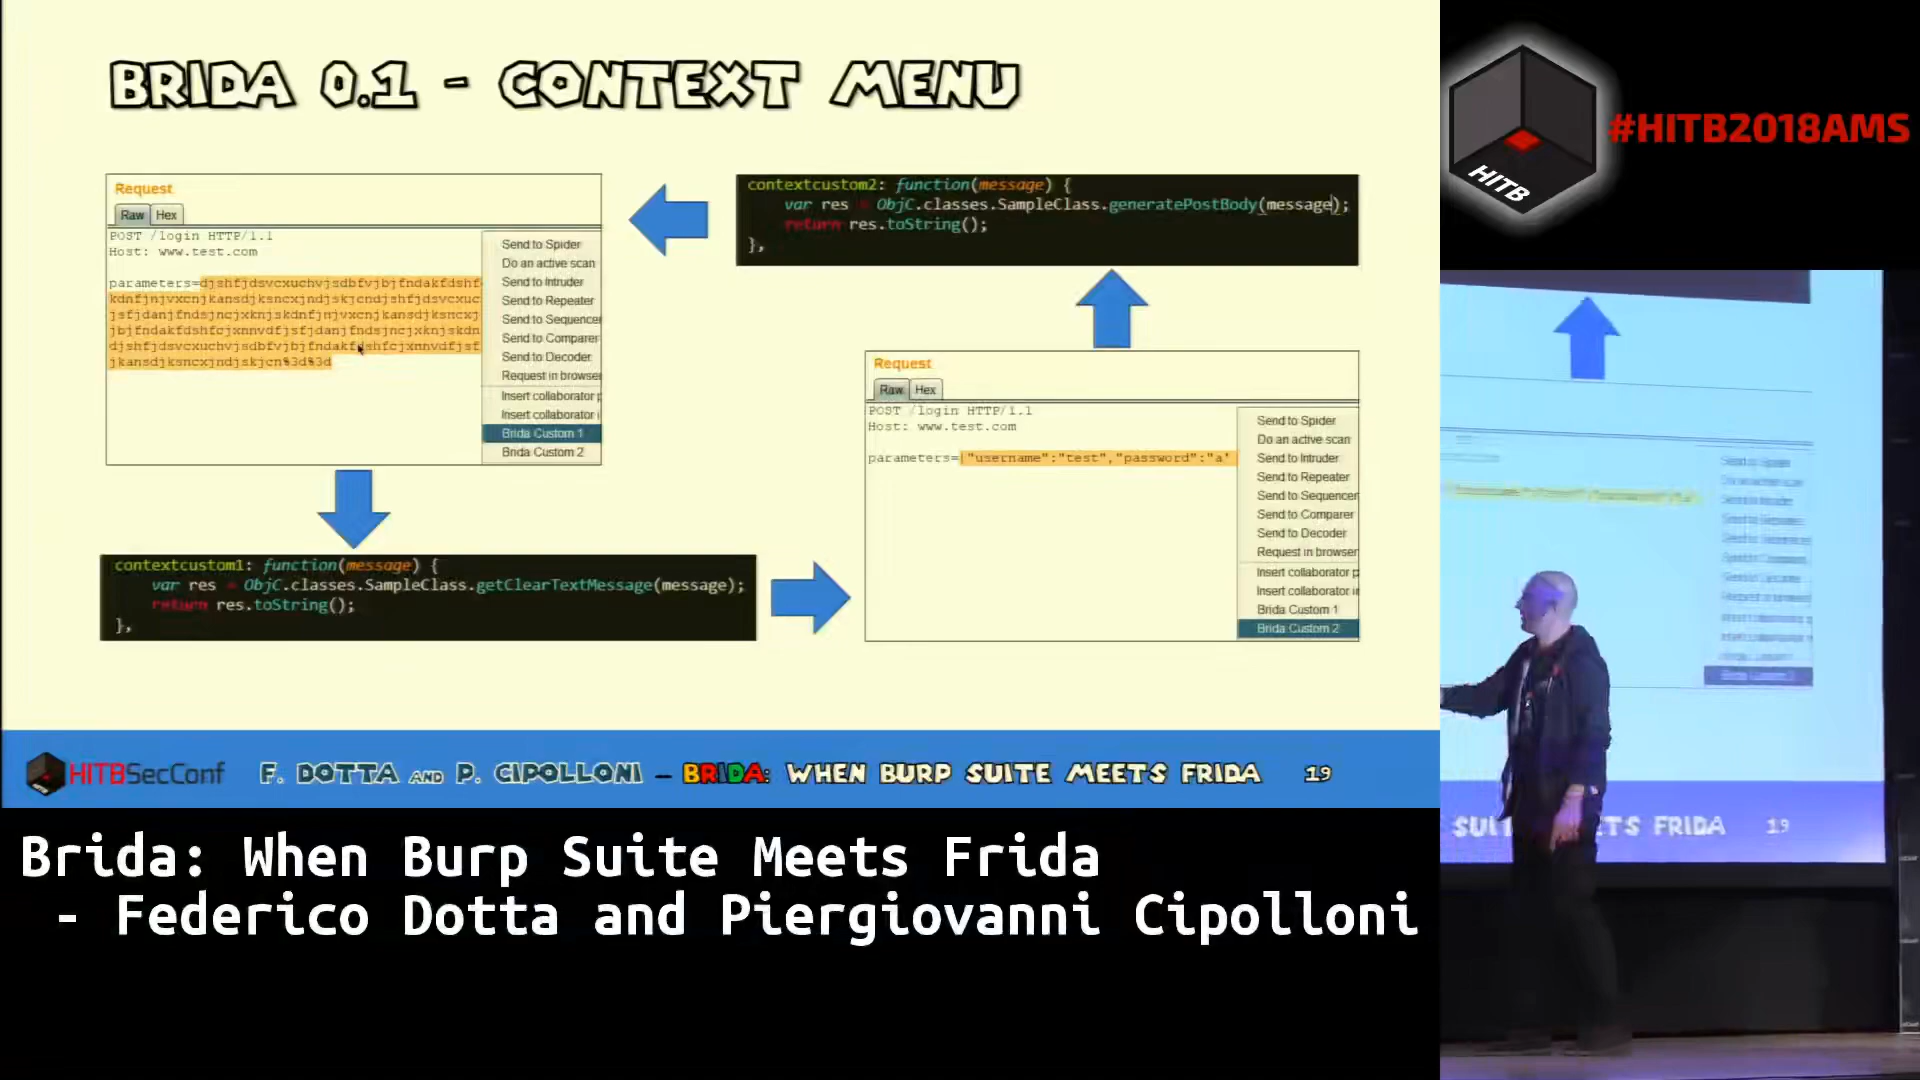 BRIDA 0.1 - CONTEXT MENU
Request
Raw Hex
POST /login HTTP/1.1
Host: www.test.com
parameters=djshfjdsvcxuchvjsdbfvjbjfndakfdshf
kdnfjnjvxcnjkansdjksncxjndjskjcndjshfjdsvcxuc
jsfjdanjfndsjncjxknjskdnfjnjvxcnjkansdjksncxj
jbjfndakfdshfcjxnnvdfjsfjdanjfndsjncjxknjskdn
djshfjdsvcxuchvjsdbfvjbjfndakfdshfcjxnnvdfjsf
jkansdjksncxjndjskjcn%3d%3d
Send to Spider
Do an active scan
Send to Intruder
Send to Repeater
Send to Sequencer
Send to Comparer
Send to Decoder
Request in browser
Insert collaborator p
Insert collaborator i
Brida Custom 1
Brida Custom 2
contextcustom1: function(message) {
var res = ObjC.classes.SampleClass.getClearTextMessage(message);
return res.toString();
},
Request
Raw Hex
POST /login HTTP/1.1
Host: www.test.com
parameters={"username":"test","password":"a'
Send to Spider
Do an active scan
Send to Intruder
Send to Repeater
Send to Sequencer
Send to Comparer
Send to Decoder
Request in browser
Insert collaborator p
Insert collaborator in
Brida Custom 1
Brida Custom 2
contextcustom2: function(message) {
var res = ObjC.classes.SampleClass.generatePostBody(message);
return res.toString();
},
HITBSecConf F. DOTTA AND P. CIPOLLONI – BRIDA: WHEN BURP SUITE MEETS FRIDA 19
Brida: When Burp Suite Meets Frida
- Federico Dotta and Piergiovanni Cipolloni
HITB
#HITB2018AMS
FRIDA 19